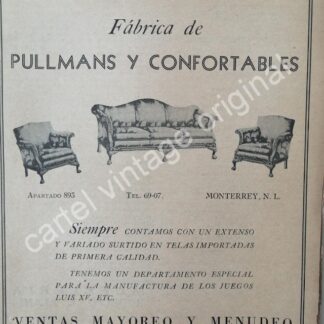 Fábrica de
PULLMANS Y CONFORTABLES
cartel vintage original
APARTADO 895 TEL. 69-07. MONTERREY, N. L.
Siempre CONTAMOS CON UN EXTENSO
Y VARIADO SURTIDO EN TELAS IMPORTADAS
DE PRIMERA CALIDAD.
TENEMOS UN DEPARTAMENTO ESPECIAL
PARA LA MANUFACTURA DE LOS JUEGOS
LUIS XV, ETC.
VENTAS MAYOREO Y MENUDEO